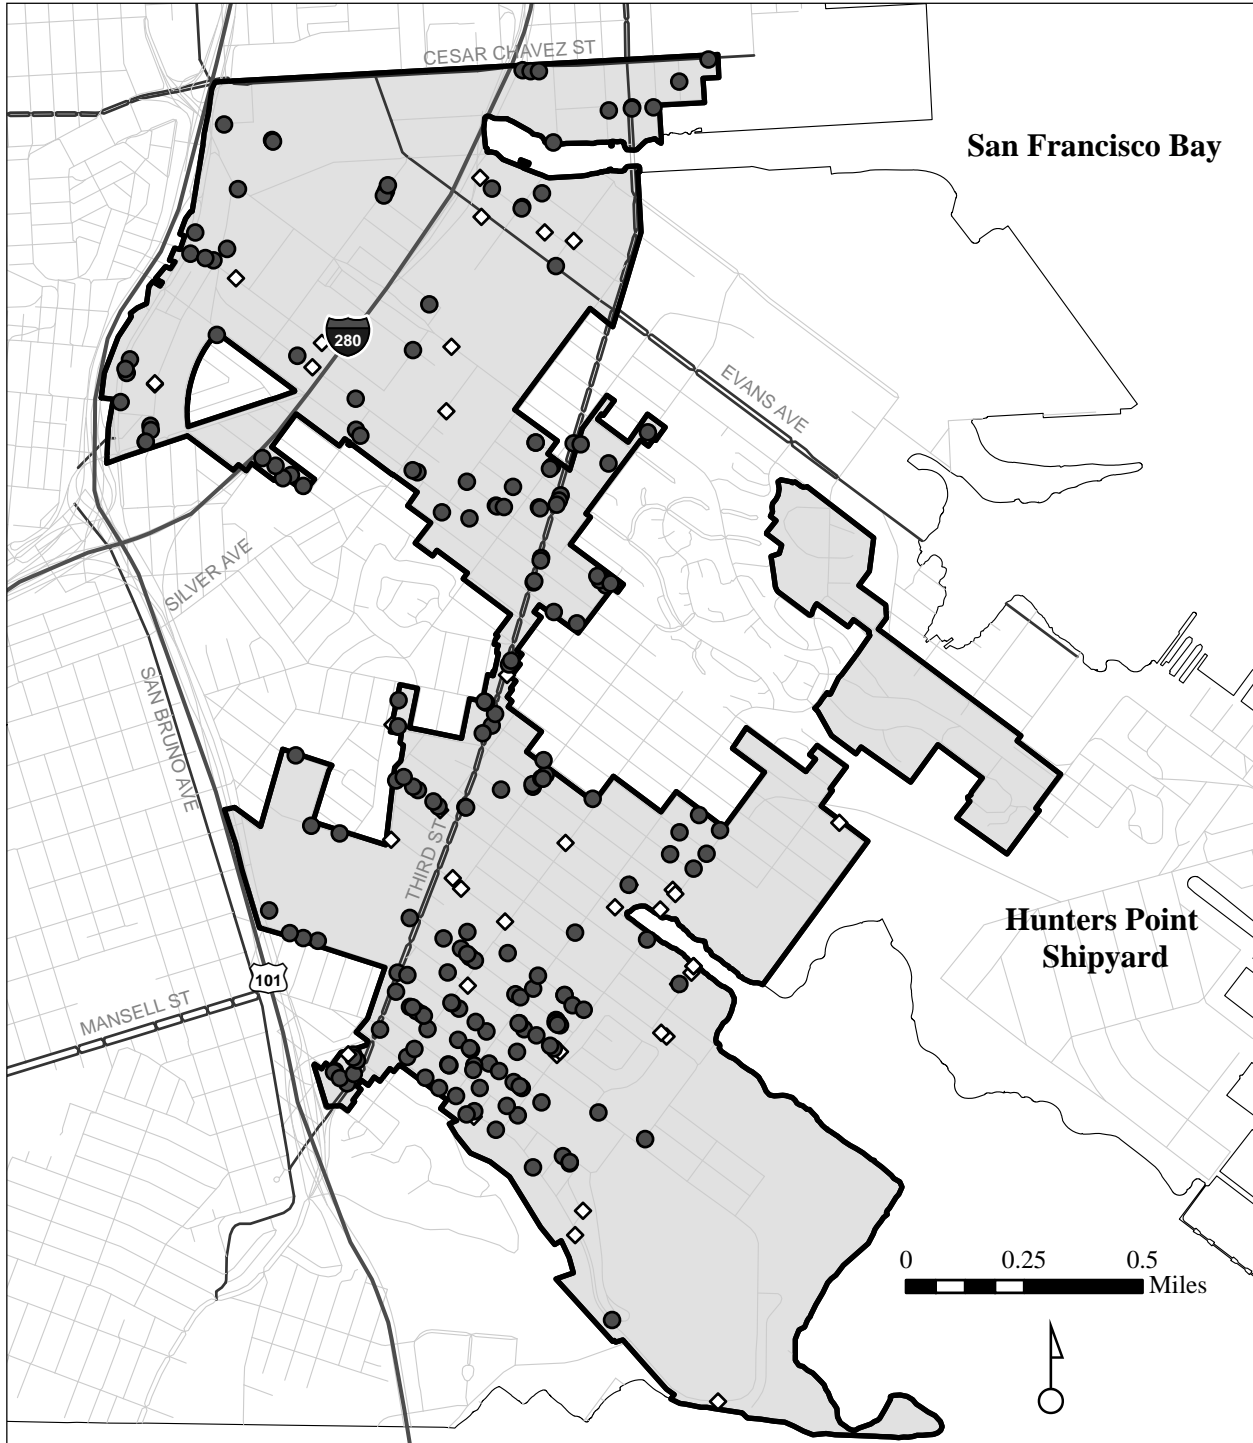 CESAR CHAVEZ ST
San Francisco Bay
280
EVANS AVE
SILVER AVE
SAN BRUNO AVE
THIRD ST
Hunters Point
Shipyard
101
MANSELL ST
0 0.25 0.5
Miles